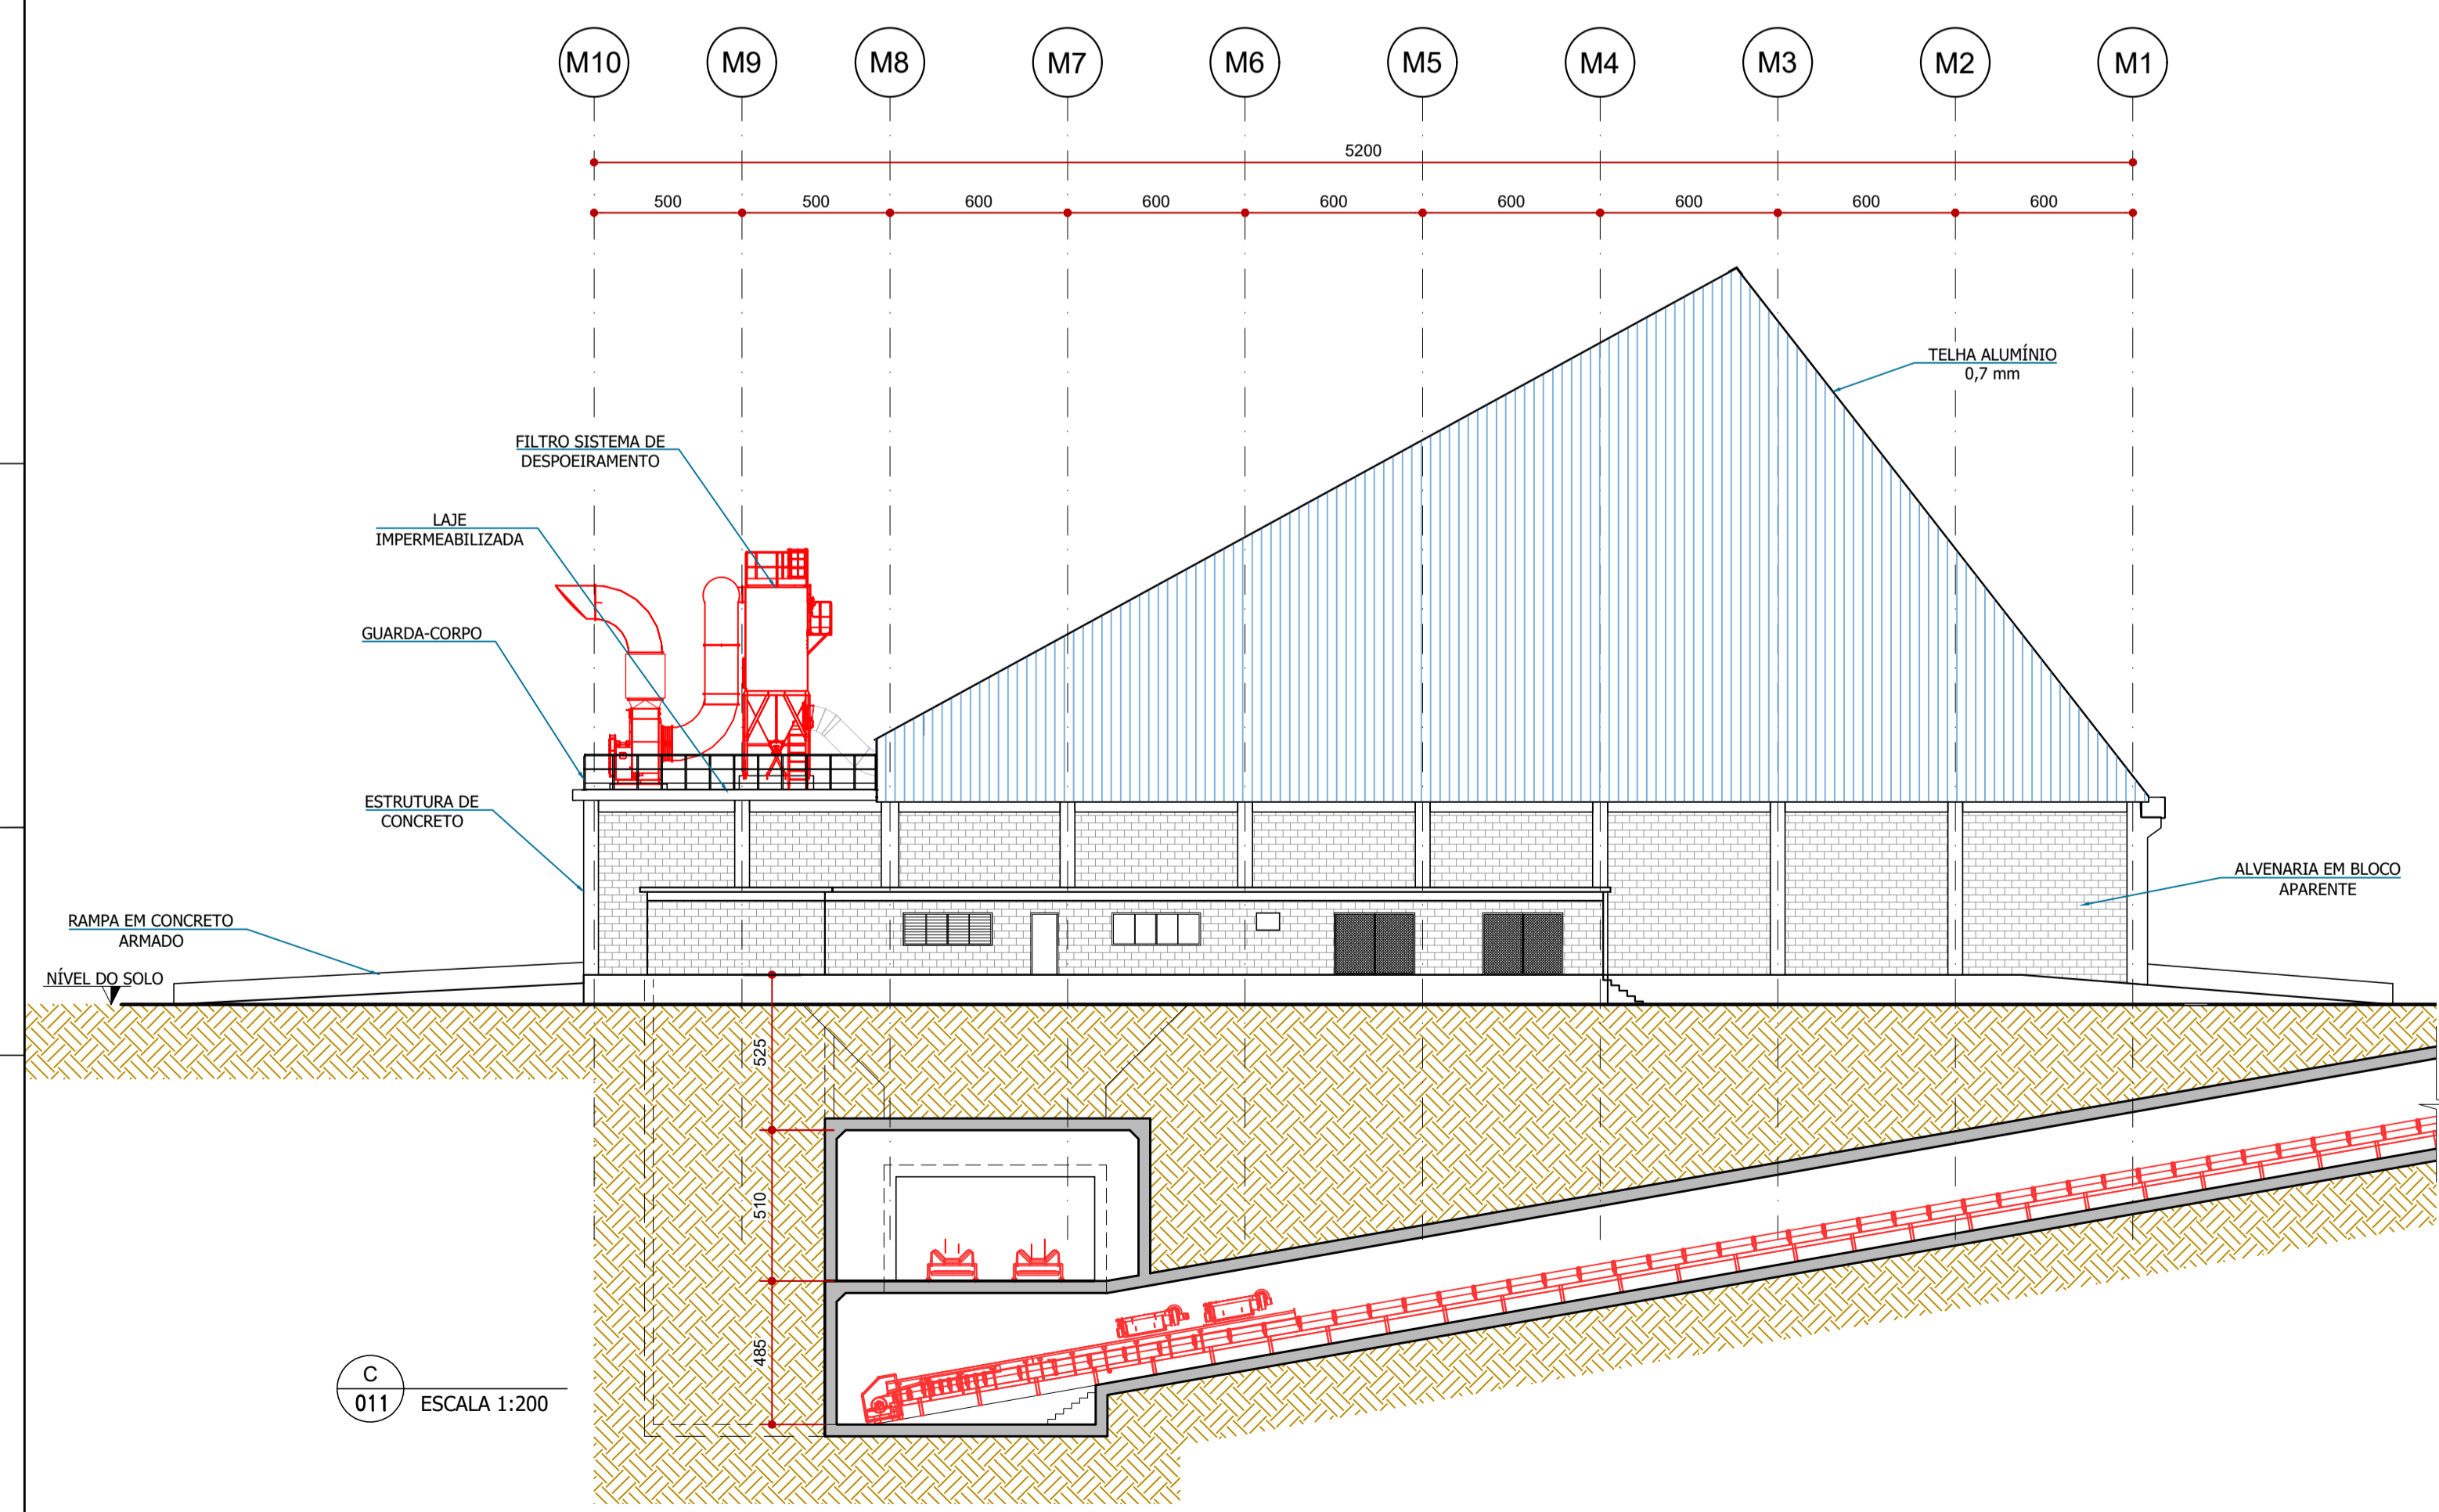 M10 M9 M8 M7 M6 M5 M4 M3 M2 M1
5200
500 500 600 600 600 600 600 600 600
TELHA ALUMÍNIO
0,7 mm
FILTRO SISTEMA DE
DESPOEIRAMENTO
LAJE
IMPERMEABILIZADA
GUARDA-CORPO
ESTRUTURA DE
CONCRETO
ALVENARIA EM BLOCO
APARENTE
RAMPA EM CONCRETO
ARMADO
NÍVEL DO SOLO
525
510
485
C
011 ESCALA 1:200